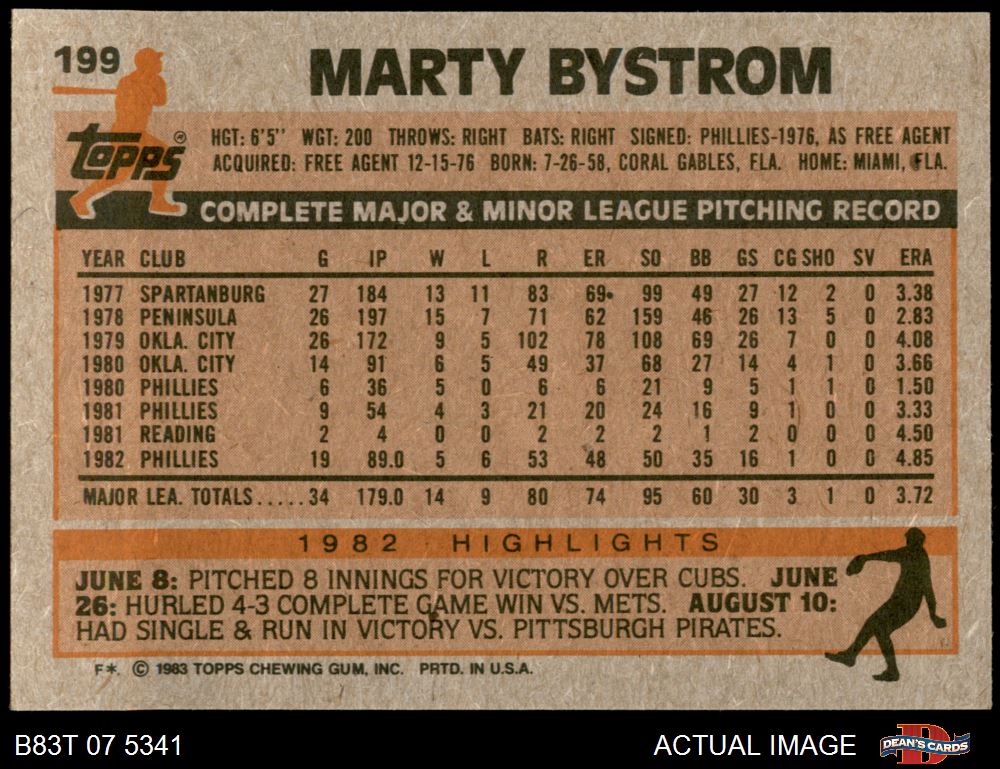 199
MARTY BYSTROM
topps®
HGT: 6'5" WGT: 200 THROWS: RIGHT BATS: RIGHT SIGNED: PHILLIES-1976, AS FREE AGENT
ACQUIRED: FREE AGENT 12-15-76 BORN: 7-26-58, CORAL GABLES, FLA. HOME: MIAMI, FLA.
COMPLETE MAJOR & MINOR LEAGUE PITCHING RECORD
YEAR CLUB G IP W L R ER SO BB GS CG SHO SV ERA
1977 SPARTANBURG 27 184 13 11 83 69• 99 49 27 12 2 0 3.38
1978 PENINSULA 26 197 15 7 71 62 159 46 26 13 5 0 2.83
1979 OKLA. CITY 26 172 9 5 102 78 108 69 26 7 0 0 4.08
1980 OKLA. CITY 14 91 6 5 49 37 68 27 14 4 1 0 3.66
1980 PHILLIES 6 36 5 0 6 6 21 9 5 1 1 0 1.50
1981 PHILLIES 9 54 4 3 21 20 24 16 9 1 0 0 3.33
1981 READING 2 4 0 0 2 2 2 1 2 0 0 0 4.50
1982 PHILLIES 19 89.0 5 6 53 48 50 35 16 1 0 0 4.85
MAJOR LEA. TOTALS.....34 179.0 14 9 80 74 95 60 30 3 1 0 3.72
1982 HIGHLIGHTS
JUNE 8: PITCHED 8 INNINGS FOR VICTORY OVER CUBS. JUNE
26: HURLED 4-3 COMPLETE GAME WIN VS. METS. AUGUST 10:
HAD SINGLE & RUN IN VICTORY VS. PITTSBURGH PIRATES.
F*. © 1983 TOPPS CHEWING GUM, INC. PRTD. IN U.S.A.
B83T 07 5341
ACTUAL IMAGE
D
DEAN'S CARDS